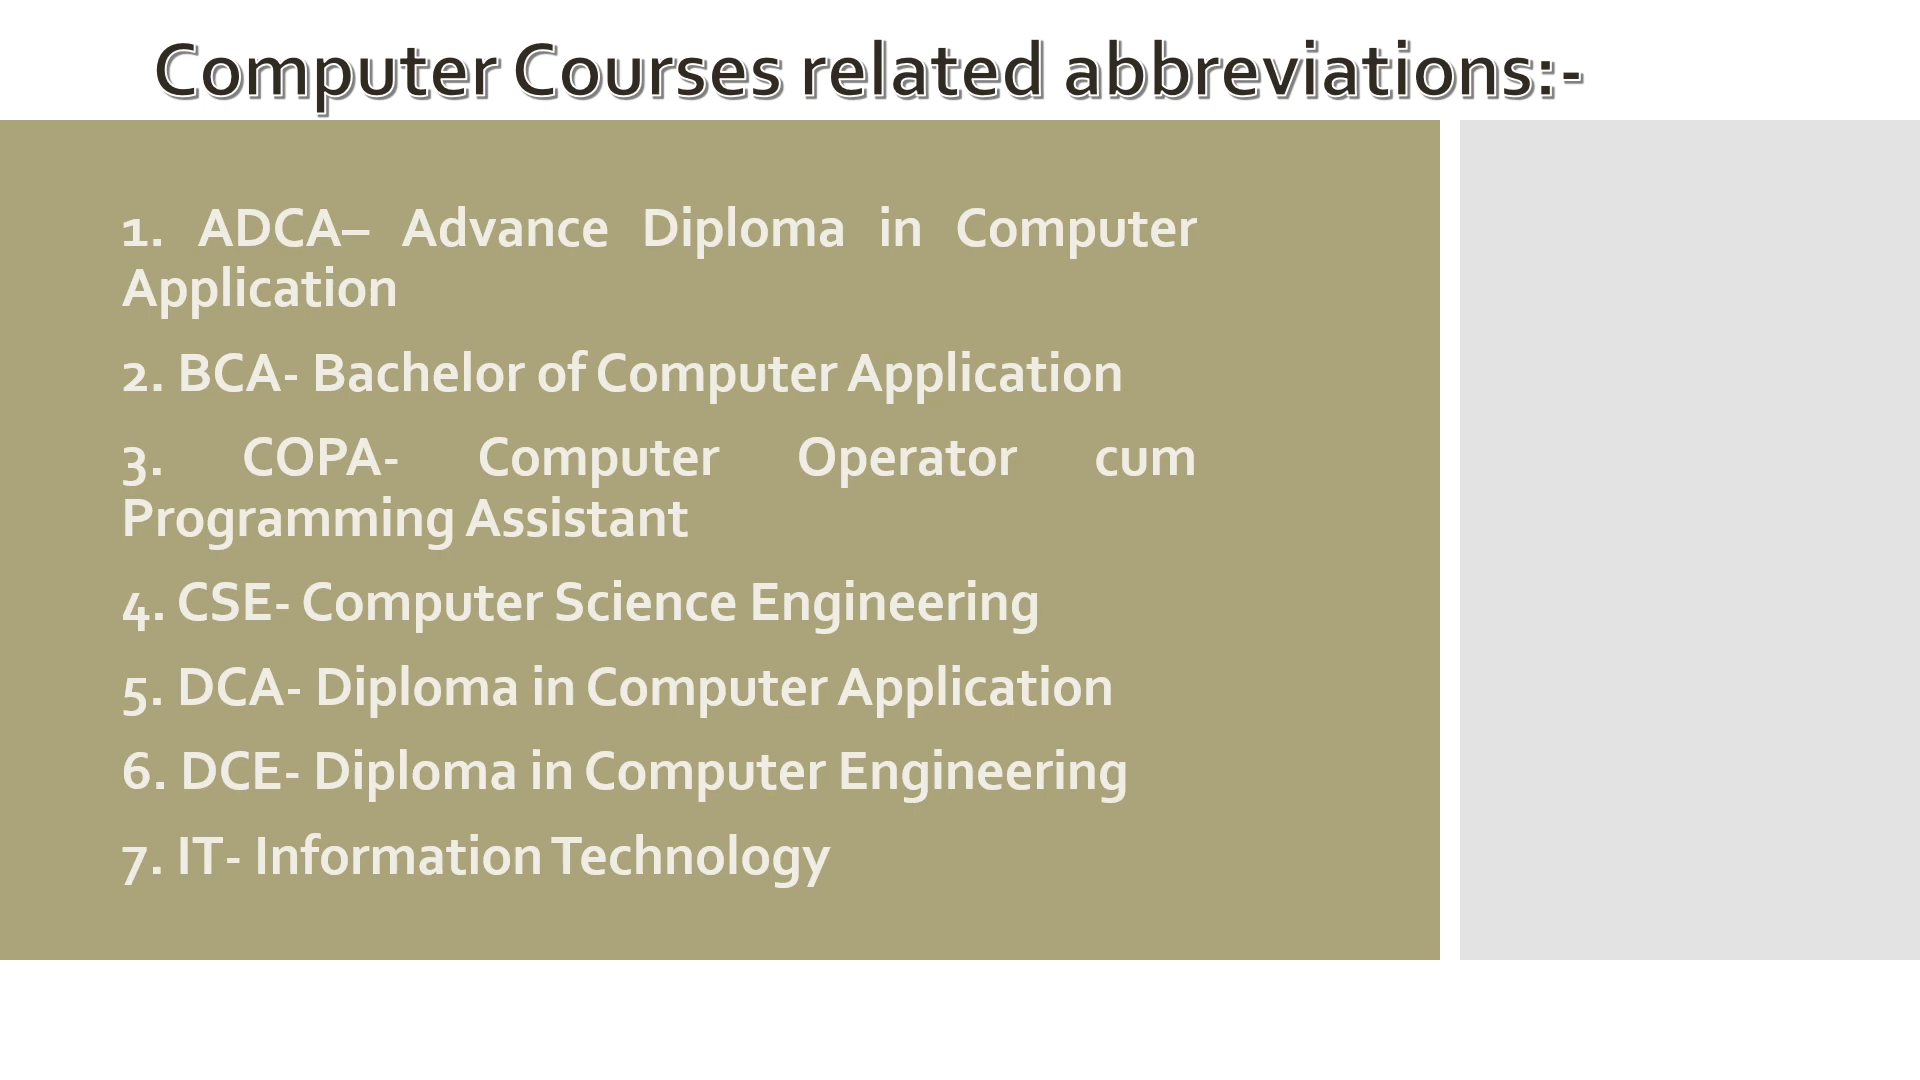 Computer Courses related abbreviations:-
1. ADCA– Advance Diploma in Computer
Application
2. BCA- Bachelor of Computer Application
3. COPA- Computer Operator cum
Programming Assistant
4. CSE- Computer Science Engineering
5. DCA- Diploma in Computer Application
6. DCE- Diploma in Computer Engineering
7. IT- Information Technology